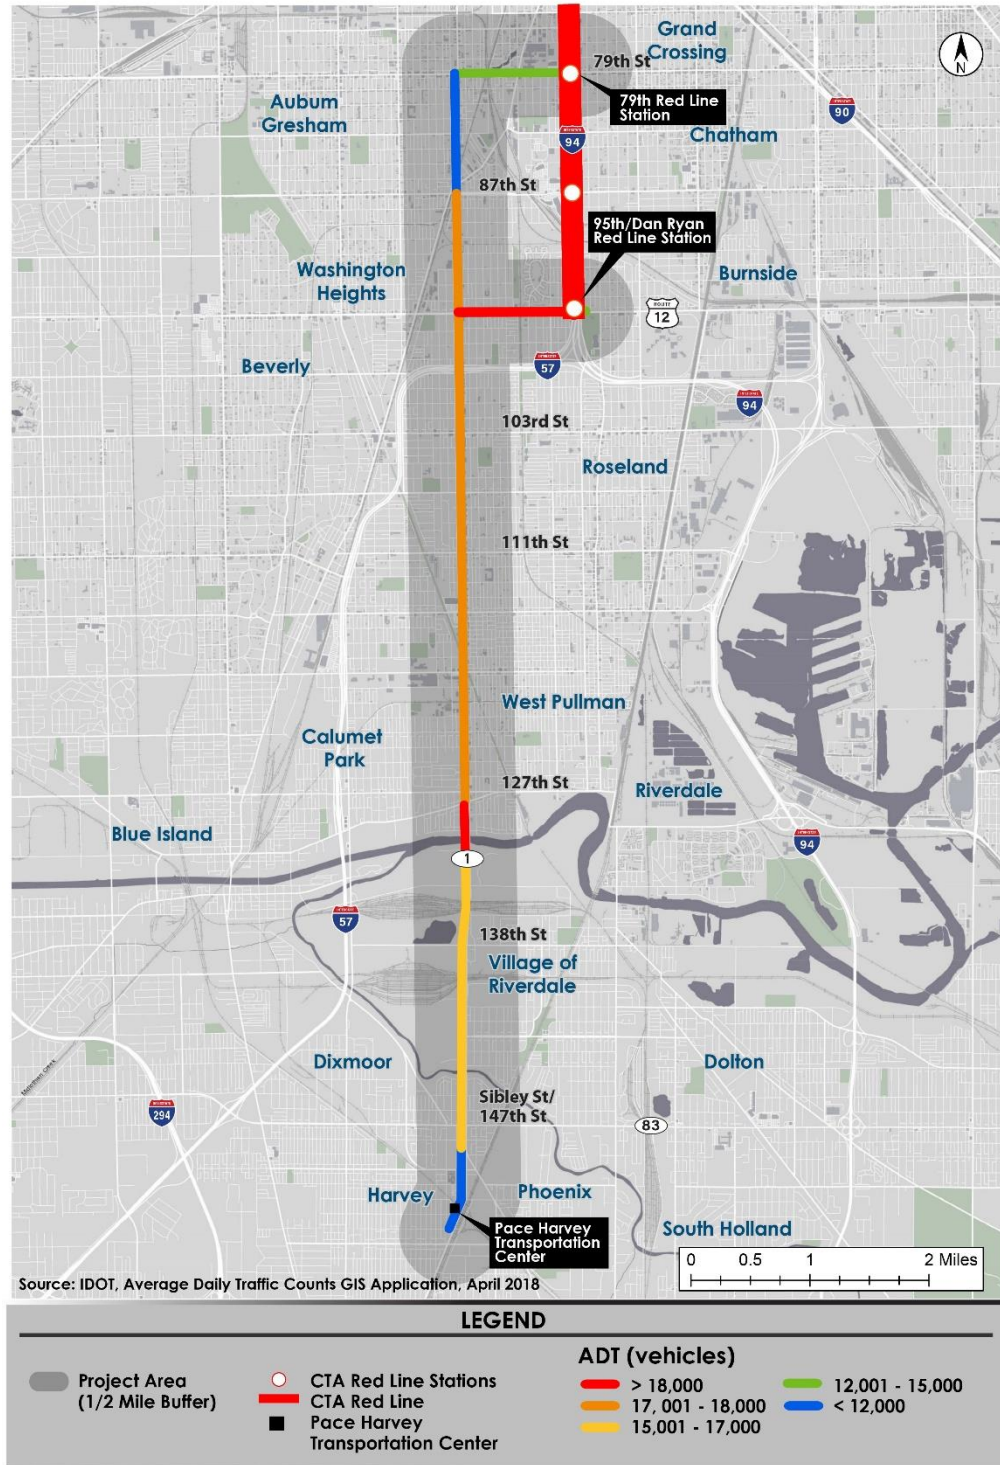 Grand
Crossing
N
79th St
79th Red Line
Station
90
Auburn
Gresham
INTERSTATE
94
Chatham
87th St
95th/Dan Ryan
Red Line Station
Washington
Heights
Burnside
ROUTE
12
57
Beverly
94
103rd St
Roseland
111th St
West Pullman
Calumet
Park
127th St
Riverdale
Blue Island
94
1
57
138th St
Village of
Riverdale
Dixmoor
Dolton
Sibley St/
147th St
294
83
Harvey
Phoenix
Pace Harvey
Transportation
Center
South Holland
0 0.5 1 2 Miles
Source: IDOT, Average Daily Traffic Counts GIS Application, April 2018
LEGEND
Project Area
(1/2 Mile Buffer)
CTA Red Line Stations
CTA Red Line
Pace Harvey
Transportation Center
ADT (vehicles)
> 18,000
17, 001 - 18,000
15,001 - 17,000
12,001 - 15,000
< 12,000